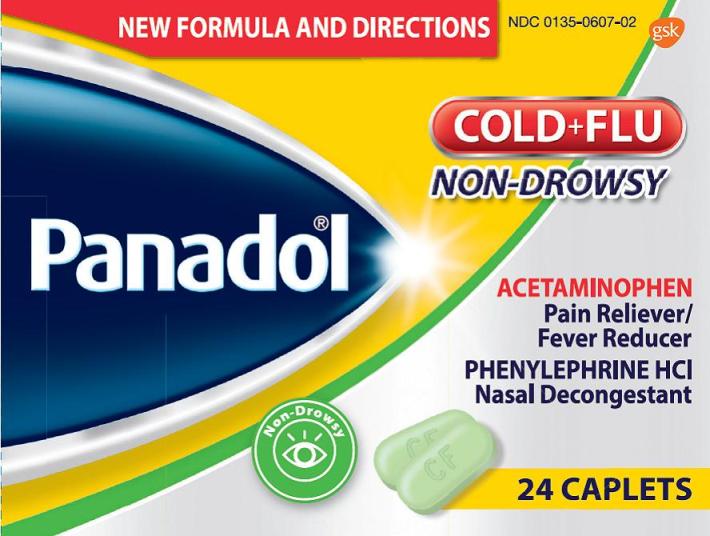 NEW FORMULA AND DIRECTIONS
NDC 0135-0607-02
gsk
COLD+FLU
NON-DROWSY
Panadol®
ACETAMINOPHEN
Pain Reliever/
Fever Reducer
PHENYLEPHRINE HCl
Nasal Decongestant
Non-Drowsy
CF
CF
24 CAPLETS